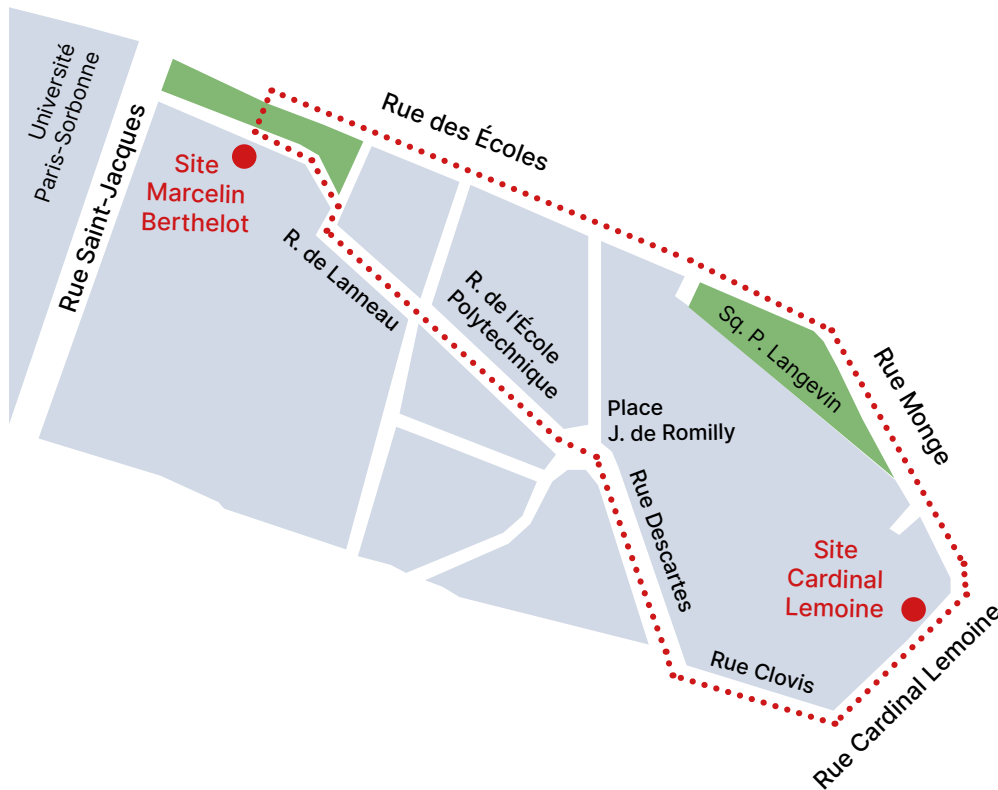 Université
Paris-Sorbonne
Rue Saint-Jacques
Site
Marcelin
Berthelot
Rue des Écoles
R. de Lanneau
R. de l'École
Polytechnique
Sq. P. Langevin
Rue Monge
Place
J. de Romilly
Rue Descartes
Site
Cardinal
Lemoine
Rue Clovis
Rue Cardinal Lemoine